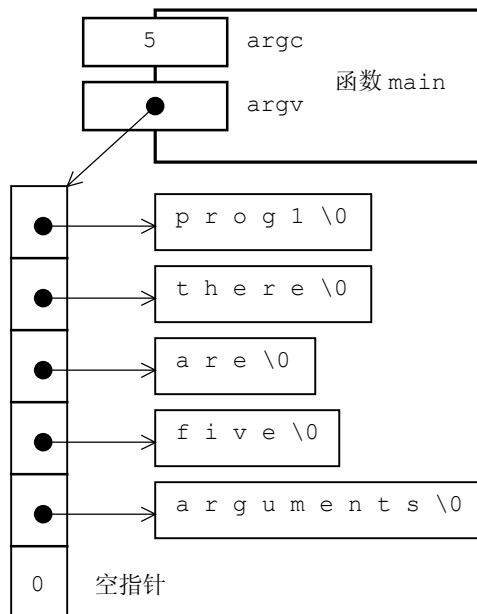 5 argc
函数 main
argv
p r o g 1 \0
t h e r e \0
a r e \0
f i v e \0
a r g u m e n t s \0
0 空指针